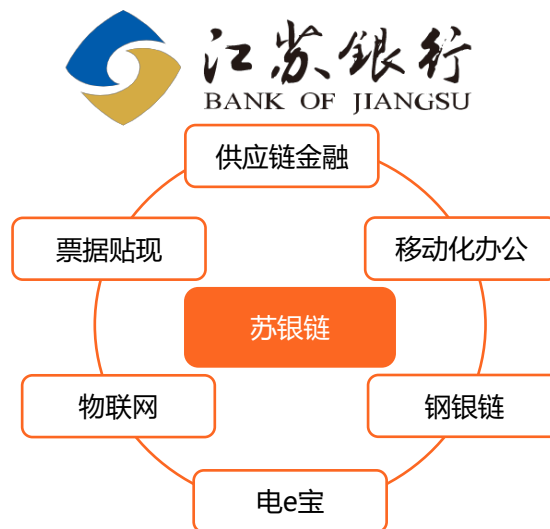 江苏银行
BANK OF JIANGSU
供应链金融
票据贴现
移动化办公
苏银链
物联网
钢银链
电e宝